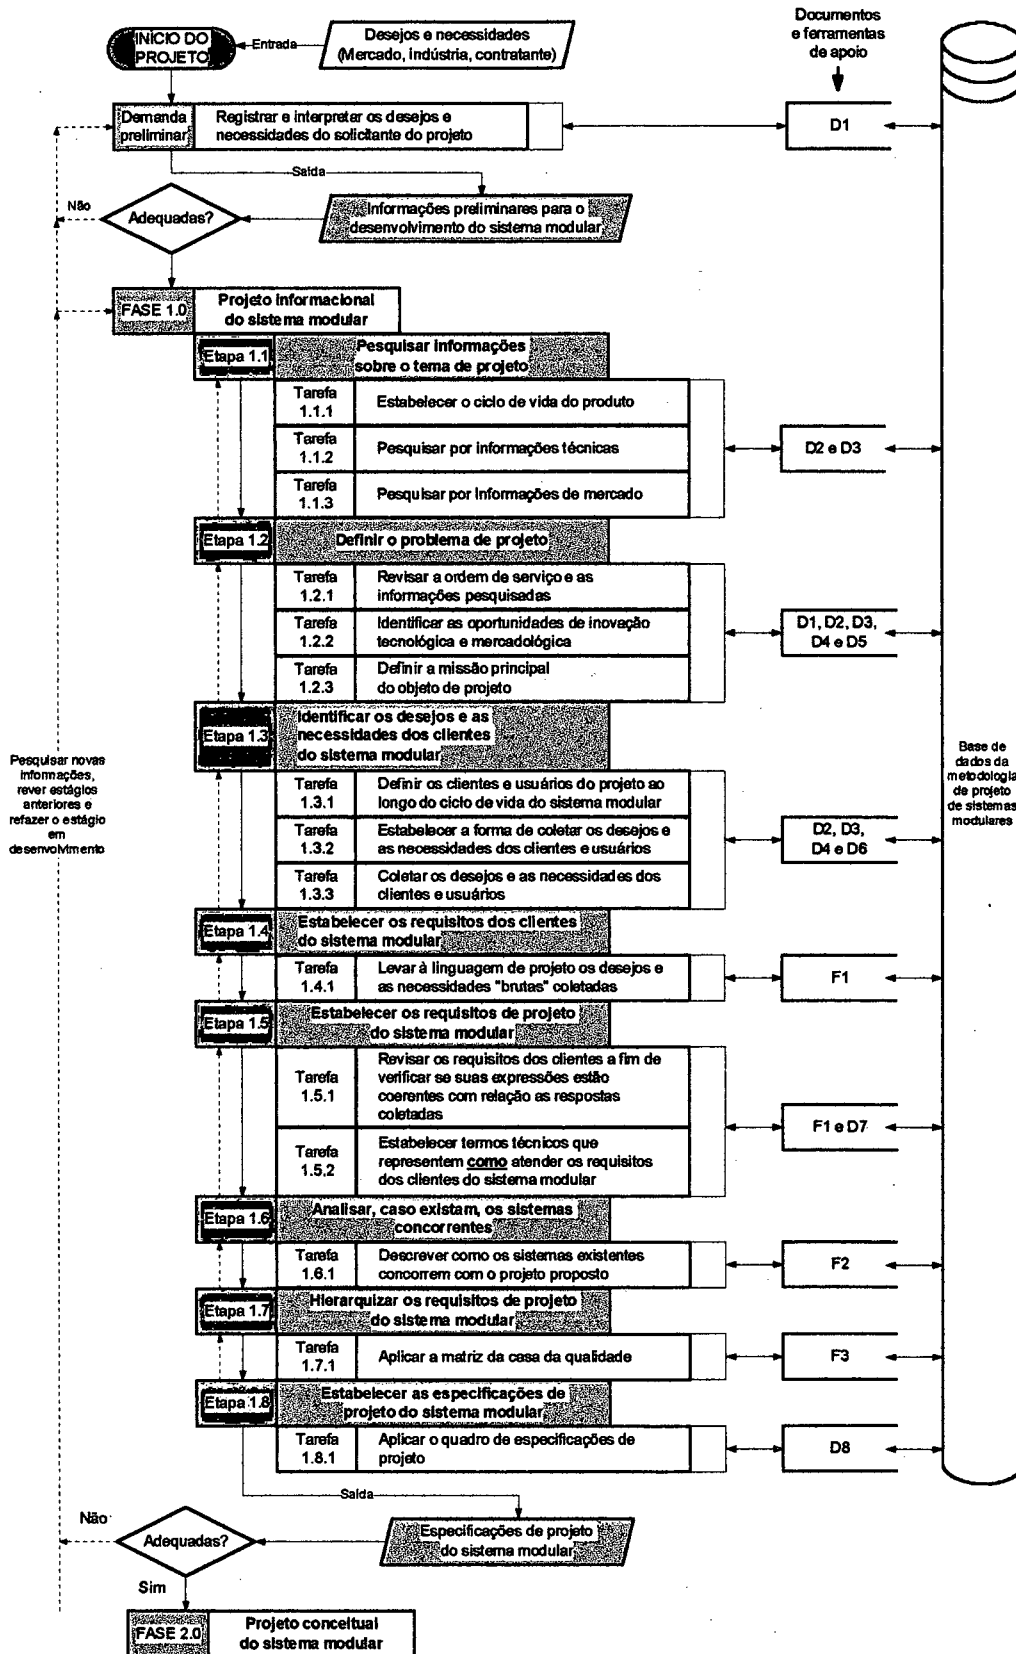 INÍCIO DO
PROJETO
Entrada
Desejos e necessidades
(Mercado, indústria, contratante)
Documentos
e ferramentas
de apoio
Demanda
preliminar
Registrar e interpretar os desejos e
necessidades do solicitante do projeto
D1
Saída
Não
Adequadas?
Informações preliminares para o
desenvolvimento do sistema modular
FASE 1.0
Projeto informacional
do sistema modular
Etapa 1.1
Pesquisar informações
sobre o tema de projeto
Tarefa
1.1.1
Estabelecer o ciclo de vida do produto
Tarefa
1.1.2
Pesquisar por informações técnicas
D2 e D3
Tarefa
1.1.3
Pesquisar por Informações de mercado
Etapa 1.2
Definir o problema de projeto
Tarefa
1.2.1
Revisar a ordem de serviço e as
informações pesquisadas
Tarefa
1.2.2
Identificar as oportunidades de inovação
tecnológica e mercadológica
D1, D2, D3,
D4 e D5
Tarefa
1.2.3
Definir a missão principal
do objeto de projeto
Etapa 1.3
Identificar os desejos e as
necessidades dos clientes
do sistema modular
Pesquisar novas
informações,
rever estágios
anteriores e
refazer o estágio
em
desenvolvimento
Base de
dados da
metodologia
de projeto
de sistemas
modulares
Tarefa
1.3.1
Definir os clientes e usuários do projeto ao
longo do ciclo de vida do sistema modular
Tarefa
1.3.2
Estabelecer a forma de coletar os desejos e
as necessidades dos clientes e usuários
D2, D3,
D4 e D6
Tarefa
1.3.3
Coletar os desejos e as necessidades dos
clientes e usuários
Etapa 1.4
Estabelecer os requisitos dos clientes
do sistema modular
Tarefa
1.4.1
Levar à linguagem de projeto os desejos e
as necessidades "brutas" coletadas
F1
Etapa 1.5
Estabelecer os requisitos de projeto
do sistema modular
Tarefa
1.5.1
Revisar os requisitos dos clientes a fim de
verificar se suas expressões estão
coerentes com relação as respostas
coletadas
F1 e D7
Tarefa
1.5.2
Estabelecer termos técnicos que
representem como atender os requisitos
dos clientes do sistema modular
Etapa 1.6
Analisar, caso existam, os sistemas
concorrentes
Tarefa
1.6.1
Descrever como os sistemas existentes
concorrem com o projeto proposto
F2
Etapa 1.7
Hierarquizar os requisitos de projeto
do sistema modular
Tarefa
1.7.1
Aplicar a matriz da casa da qualidade
F3
Etapa 1.8
Estabelecer as especificações de
projeto do sistema modular
Tarefa
1.8.1
Aplicar o quadro de especificações de
projeto
D8
Saída
Não
Adequadas?
Especificações de projeto
do sistema modular
Sim
FASE 2.0
Projeto conceitual
do sistema modular